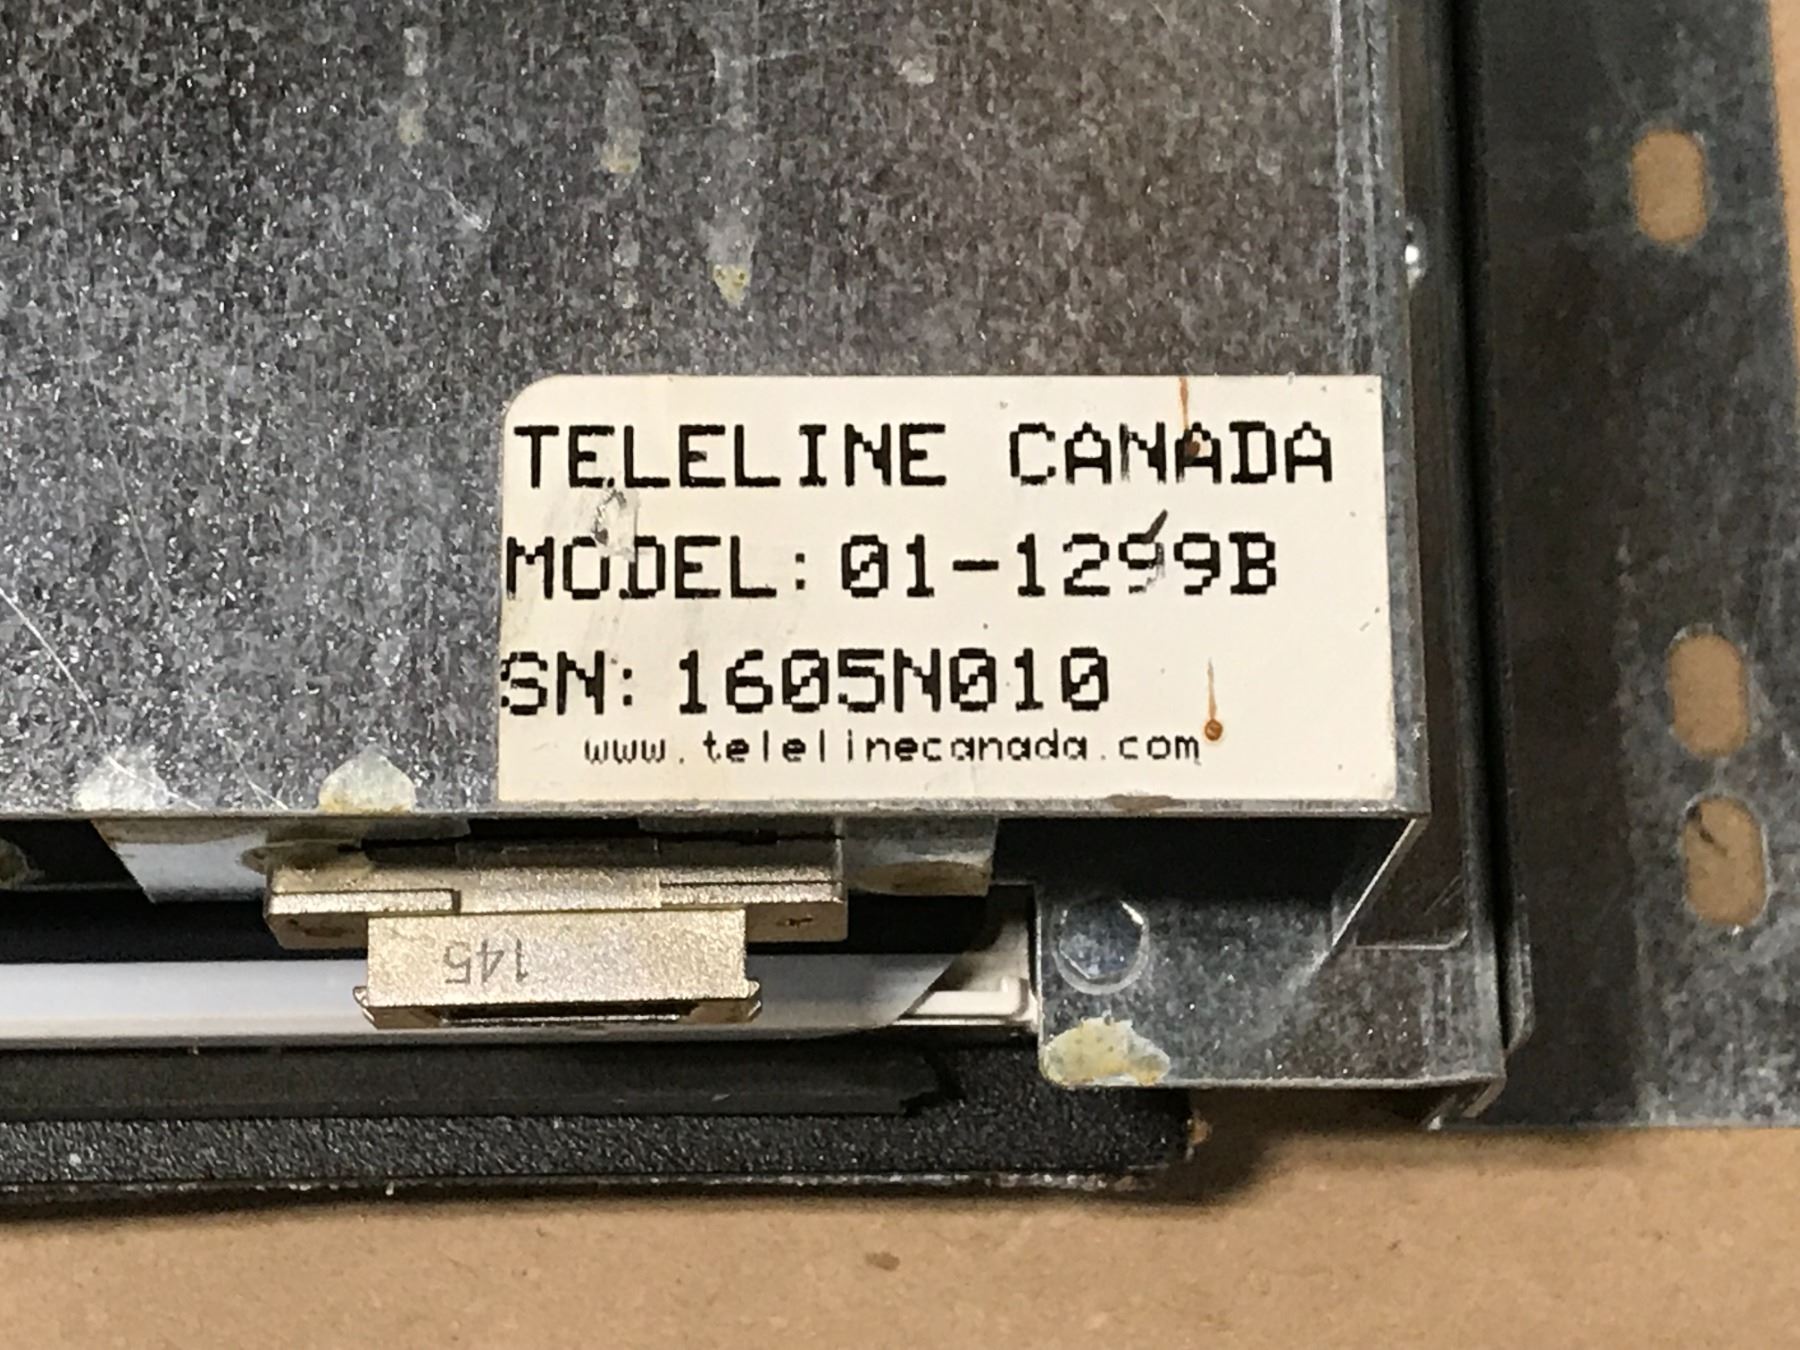 TELELINE CANADA
MODEL: 01-1299B
SN: 1605N010
www.telelinecanada.com
145